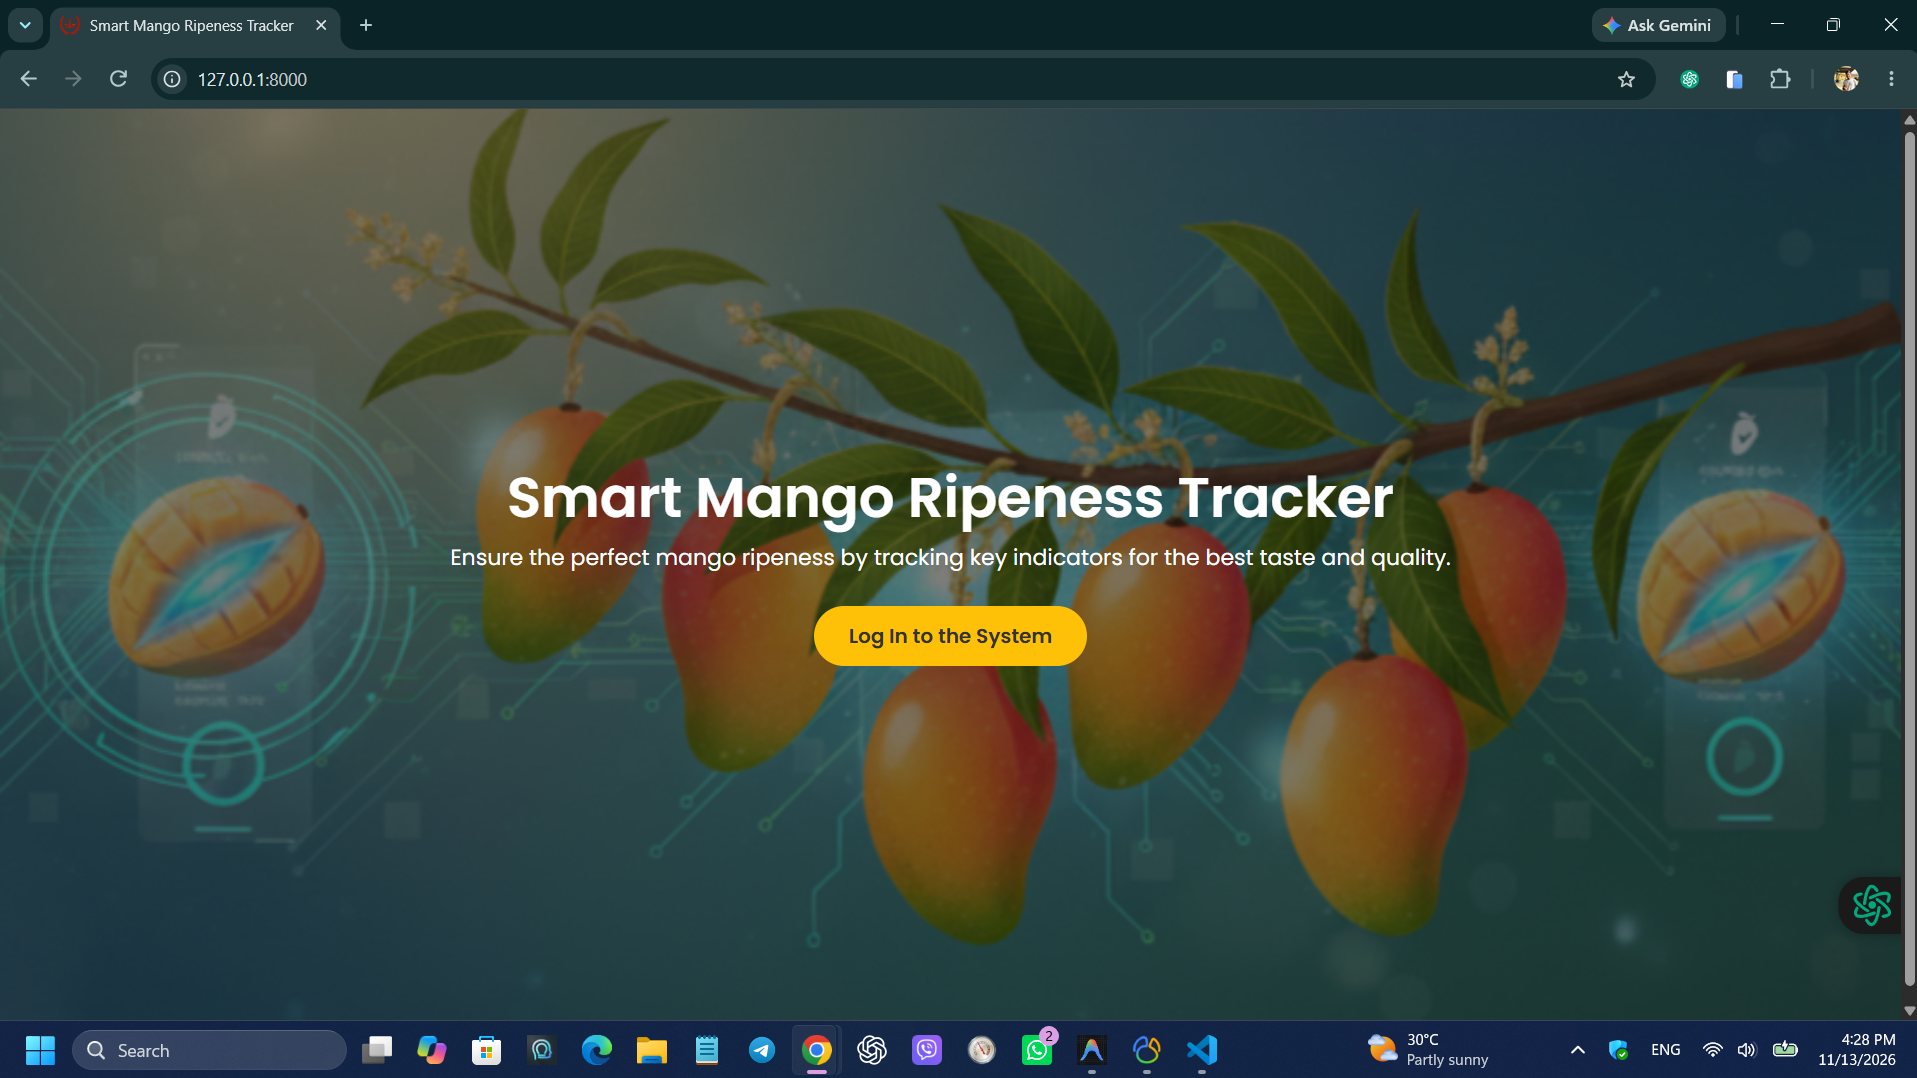 Smart Mango Ripeness Tracker
Ask Gemini
127.0.0.1:8000
Smart Mango Ripeness Tracker
Ensure the perfect mango ripeness by tracking key indicators for the best taste and quality.
Log In to the System
Search
2
30°C
Partly sunny
ENG
4:28 PM
11/13/2026